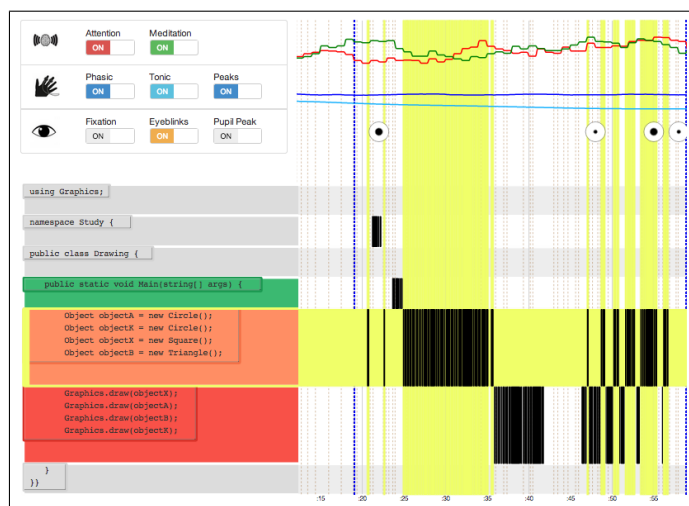 Attention Meditation
ON ON
Phasic Tonic Peaks
ON ON ON
Fixation Eyeblinks Pupil Peak
ON ON ON
using Graphics;
namespace Study {
public class Drawing {
public static void Main(string[] args) {
Object objectA = new Circle();
Object objectK = new Circle();
Object objectX = new Square();
Object objectB = new Triangle();
Graphics.draw(objectX);
Graphics.draw(objectA);
Graphics.draw(objectB);
Graphics.draw(objectK);
}
}}
:15 :20 :25 :30 :35 :40 :45 :50 :55